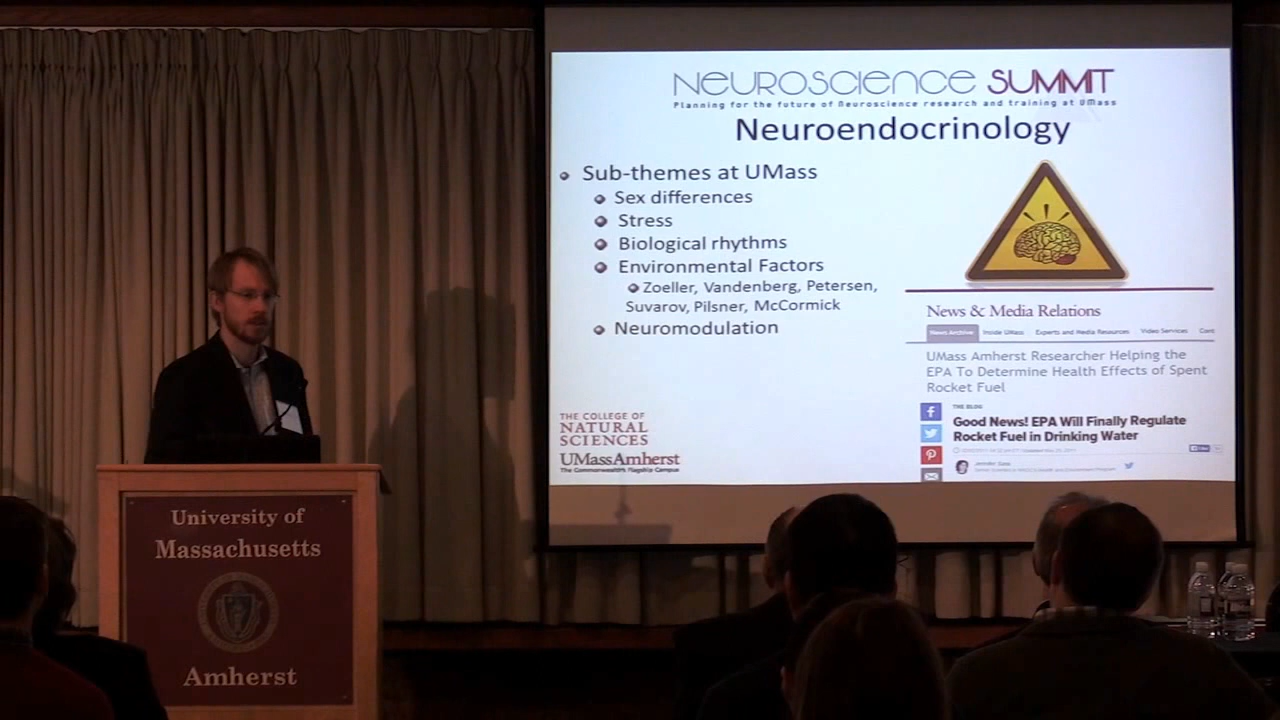 NEUROSCIENCE SUMMIT
Planning for the future of Neuroscience research and training at UMass
Neuroendocrinology
Sub-themes at UMass
Sex differences
Stress
Biological rhythms
Environmental Factors
Zoeller, Vandenberg, Petersen,
Suvarov, Pilsner, McCormick
Neuromodulation
News & Media Relations
News Archive Inside UMass Experts and Media Resources Video Services Cont
UMass Amherst Researcher Helping the
EPA To Determine Health Effects of Spent
Rocket Fuel
THE BLOG
Good News! EPA Will Finally Regulate
Rocket Fuel in Drinking Water
THE COLLEGE OF
NATURAL
SCIENCES
UMassAmherst
The Commonwealth's Flagship Campus
University of
Massachusetts
Amherst